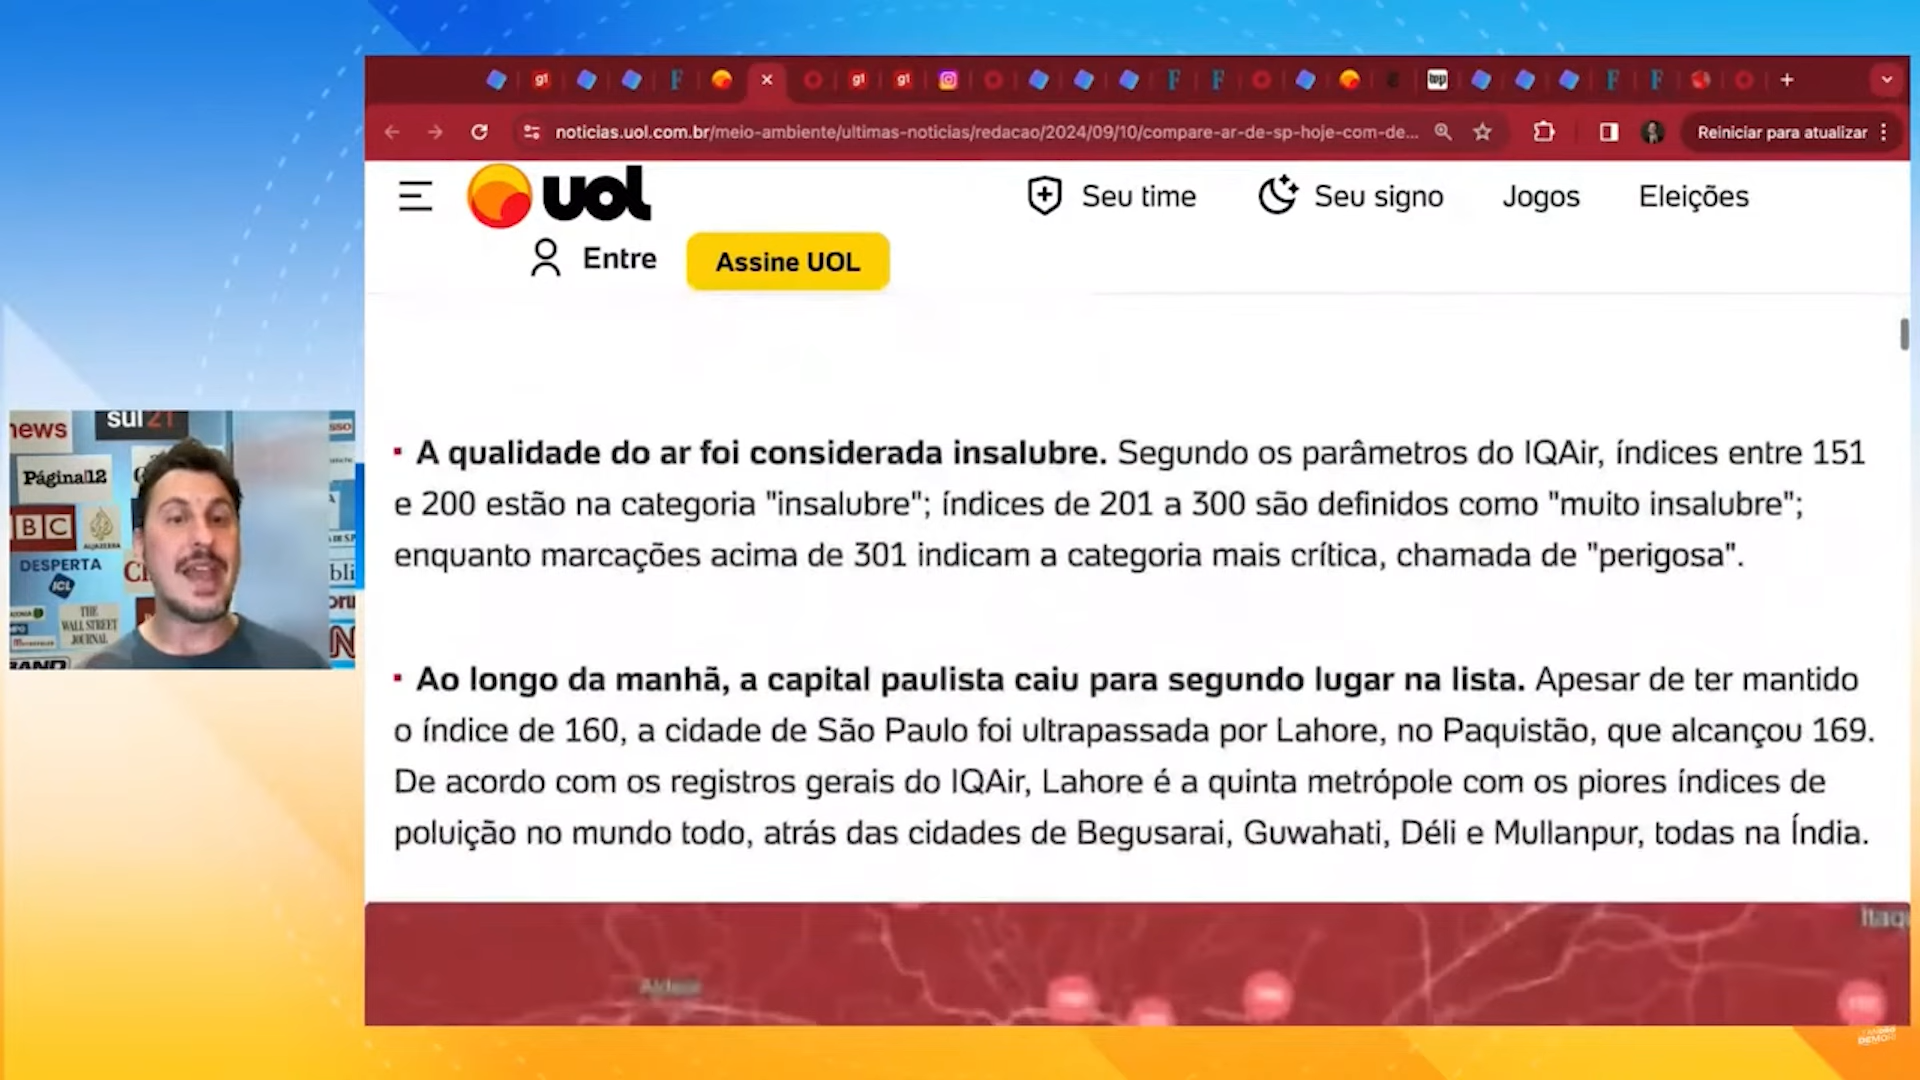 noticias.uol.com.br/meio-ambiente/ultimas-noticias/redacao/2024/09/10/compare-ar-de-sp-hoje-com-de...
Reiniciar para atualizar
uol
Seu time
Seu signo
Jogos
Eleições
Entre
Assine UOL
A qualidade do ar foi considerada insalubre. Segundo os parâmetros do IQAir, índices entre 151
e 200 estão na categoria "insalubre"; índices de 201 a 300 são definidos como "muito insalubre";
enquanto marcações acima de 301 indicam a categoria mais crítica, chamada de "perigosa".
Ao longo da manhã, a capital paulista caiu para segundo lugar na lista. Apesar de ter mantido
o índice de 160, a cidade de São Paulo foi ultrapassada por Lahore, no Paquistão, que alcançou 169.
De acordo com os registros gerais do IQAir, Lahore é a quinta metrópole com os piores índices de
poluição no mundo todo, atrás das cidades de Begusarai, Guwahati, Déli e Mullanpur, todas na Índia.
news
sul 21
Página12
BBC
ALJAZEERA
DESPERTA
ICL
THE
WALL STREET
JOURNAL
BAND